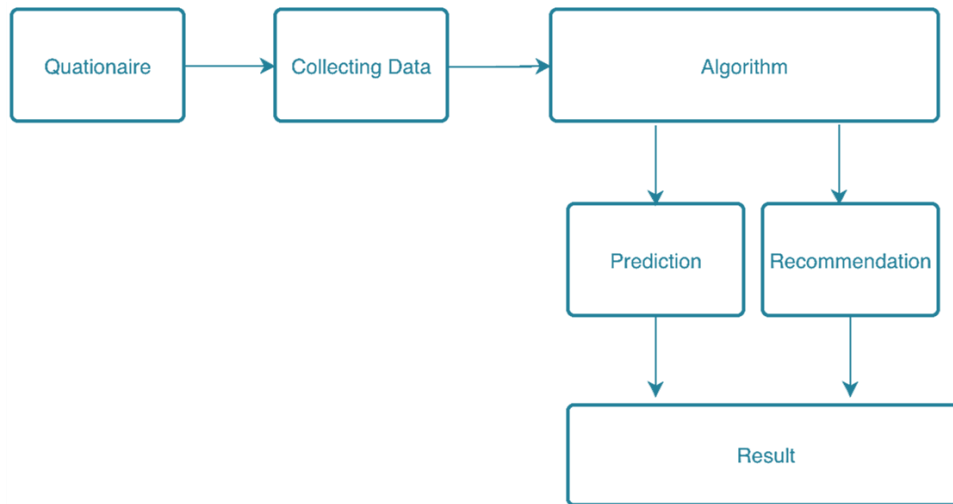 Quationaire
Collecting Data
Algorithm
Prediction
Recommendation
Result